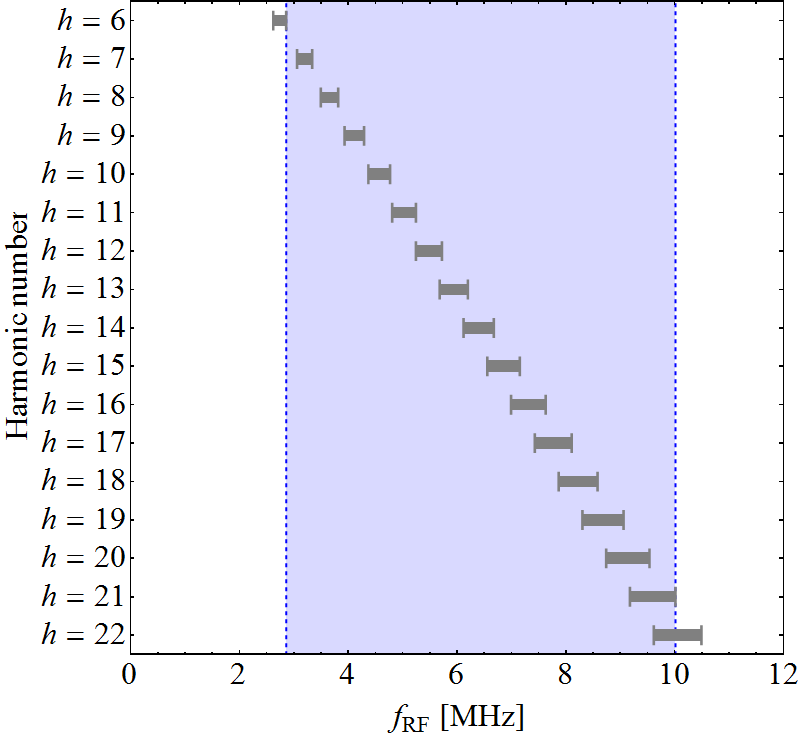 h = 6
h = 7
h = 8
h = 9
h = 10
h = 11
h = 12
h = 13
h = 14
h = 15
h = 16
h = 17
h = 18
h = 19
h = 20
h = 21
h = 22
Harmonic number
0 2 4 6 8 10 12
fRF [MHz]